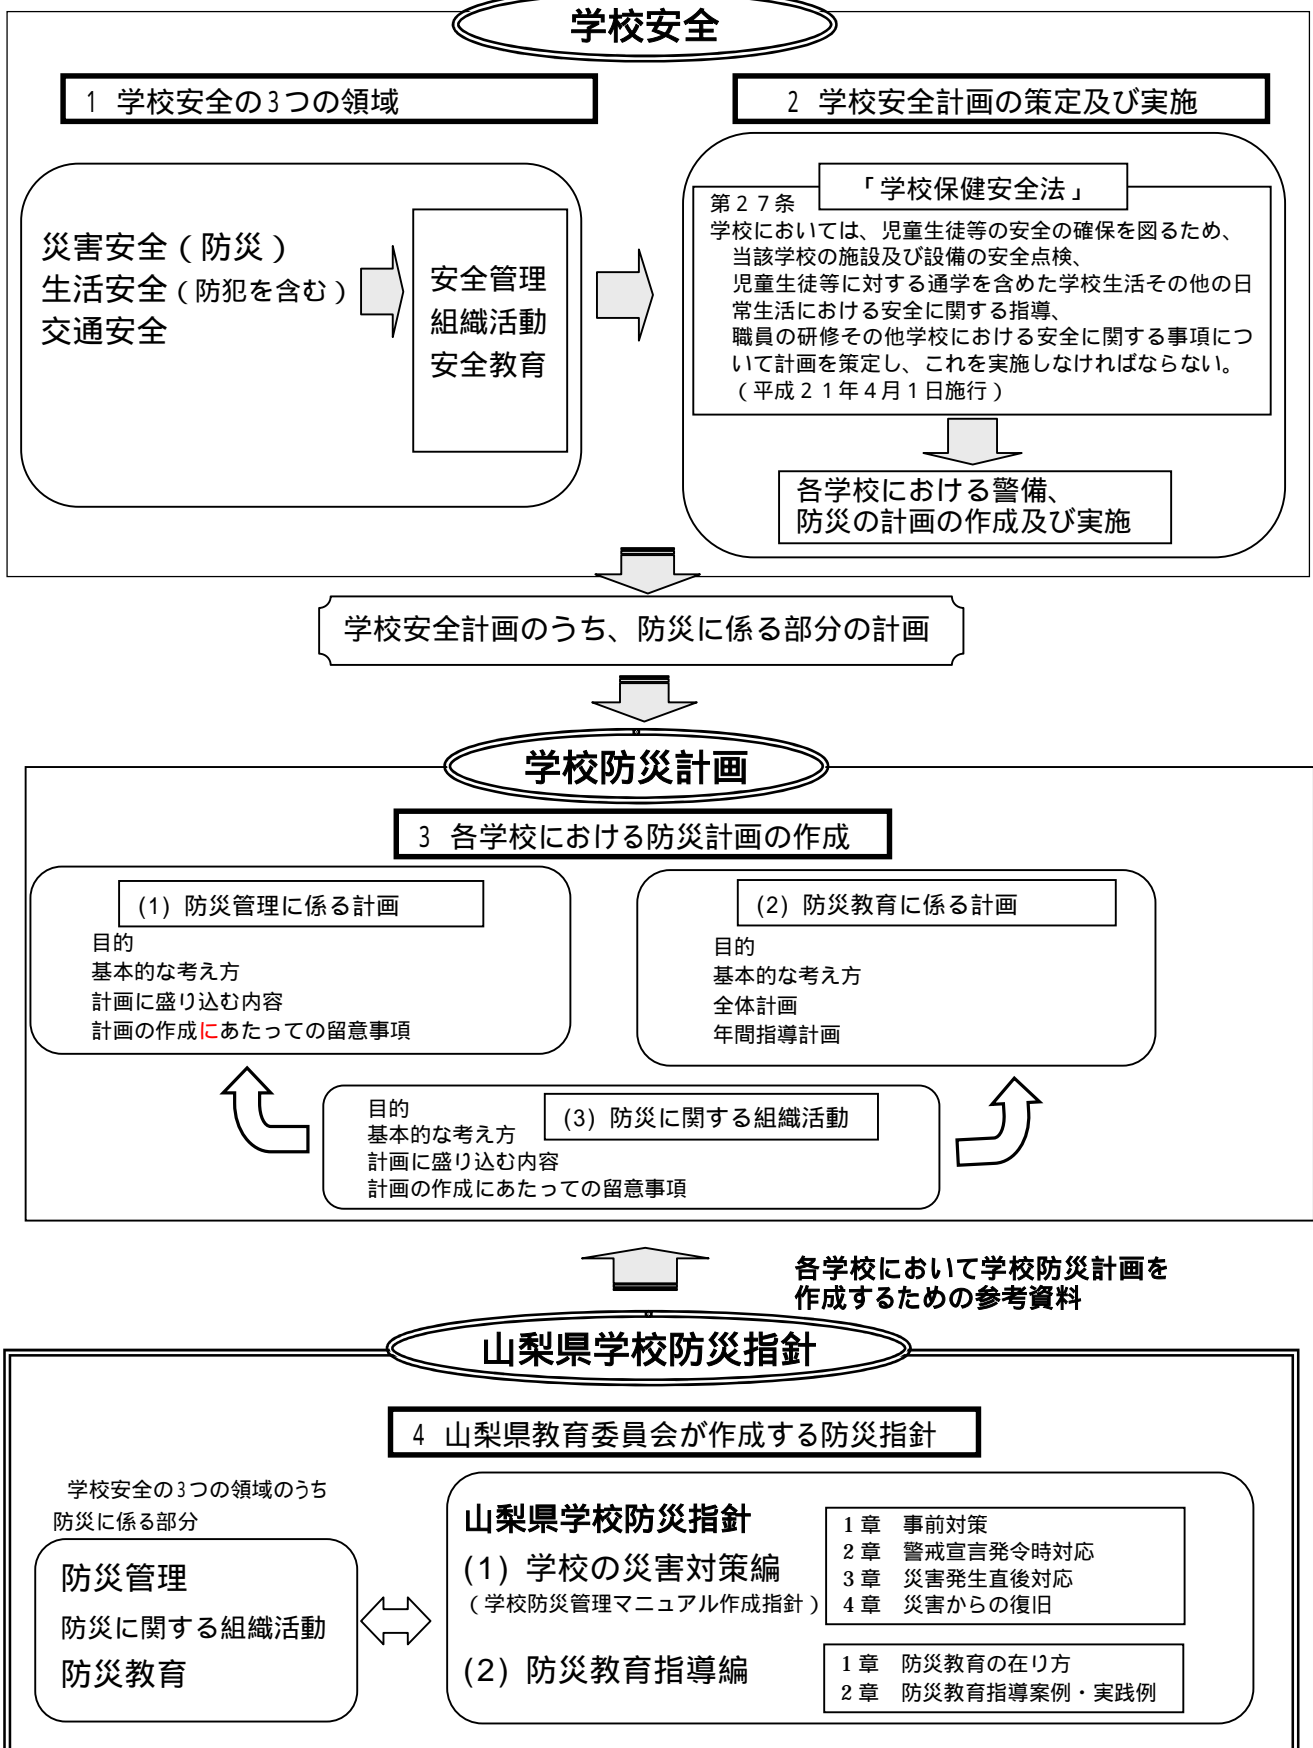 学校安全
1 学校安全の3つの領域
災害安全(防災)
生活安全(防犯を含む)
交通安全
安全管理
組織活動
安全教育
2 学校安全計画の策定及び実施
「学校保健安全法」
第27条
学校においては、児童生徒等の安全の確保を図るため、
当該学校の施設及び設備の安全点検、
児童生徒等に対する通学を含めた学校生活その他の日
常生活における安全に関する指導、
職員の研修その他学校における安全に関する事項につ
いて計画を策定し、これを実施しなければならない。
(平成21年4月1日施行)
各学校における警備、
防災の計画の作成及び実施
学校安全計画のうち、防災に係る部分の計画
学校防災計画
3 各学校における防災計画の作成
(1) 防災管理に係る計画
目的
基本的な考え方
計画に盛り込む内容
計画の作成にあたっての留意事項
(2) 防災教育に係る計画
目的
基本的な考え方
全体計画
年間指導計画
(3) 防災に関する組織活動
目的
基本的な考え方
計画に盛り込む内容
計画の作成にあたっての留意事項
各学校において学校防災計画を
作成するための参考資料
山梨県学校防災指針
4 山梨県教育委員会が作成する防災指針
学校安全の3つの領域のうち
防災に係る部分
防災管理
防災に関する組織活動
防災教育
山梨県学校防災指針
(1) 学校の災害対策編
(学校防災管理マニュアル作成指針)
1章 事前対策
2章 警戒宣言発令時対応
3章 災害発生直後対応
4章 災害からの復旧
(2) 防災教育指導編
1章 防災教育の在り方
2章 防災教育指導案例・実践例